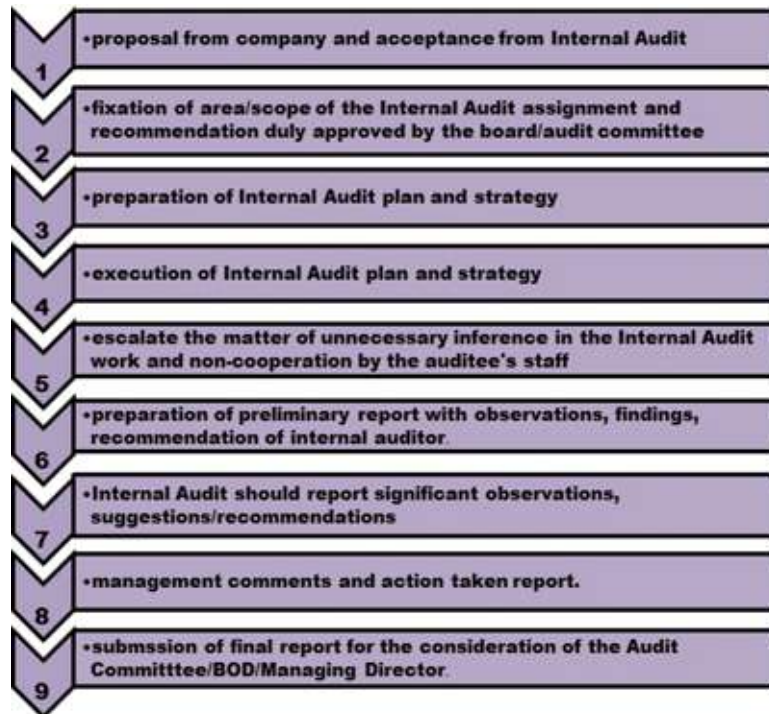 •proposal from company and acceptance from Internal Audit
1
•fixation of area/scope of the Internal Audit assignment and
recommendation duly approved by the board/audit committee
2
•preparation of Internal Audit plan and strategy
3
•execution of Internal Audit plan and strategy
4
•escalate the matter of unnecessary inference in the Internal Audit
work and non-cooperation by the auditee's staff
5
•preparation of preliminary report with observations, findings,
recommendation of internal auditor.
6
•Internal Audit should report significant observations,
suggestions/recommendations
7
•management comments and action taken report.
8
•submssion of final report for the consideration of the Audit
Committtee/BOD/Managing Director.
9